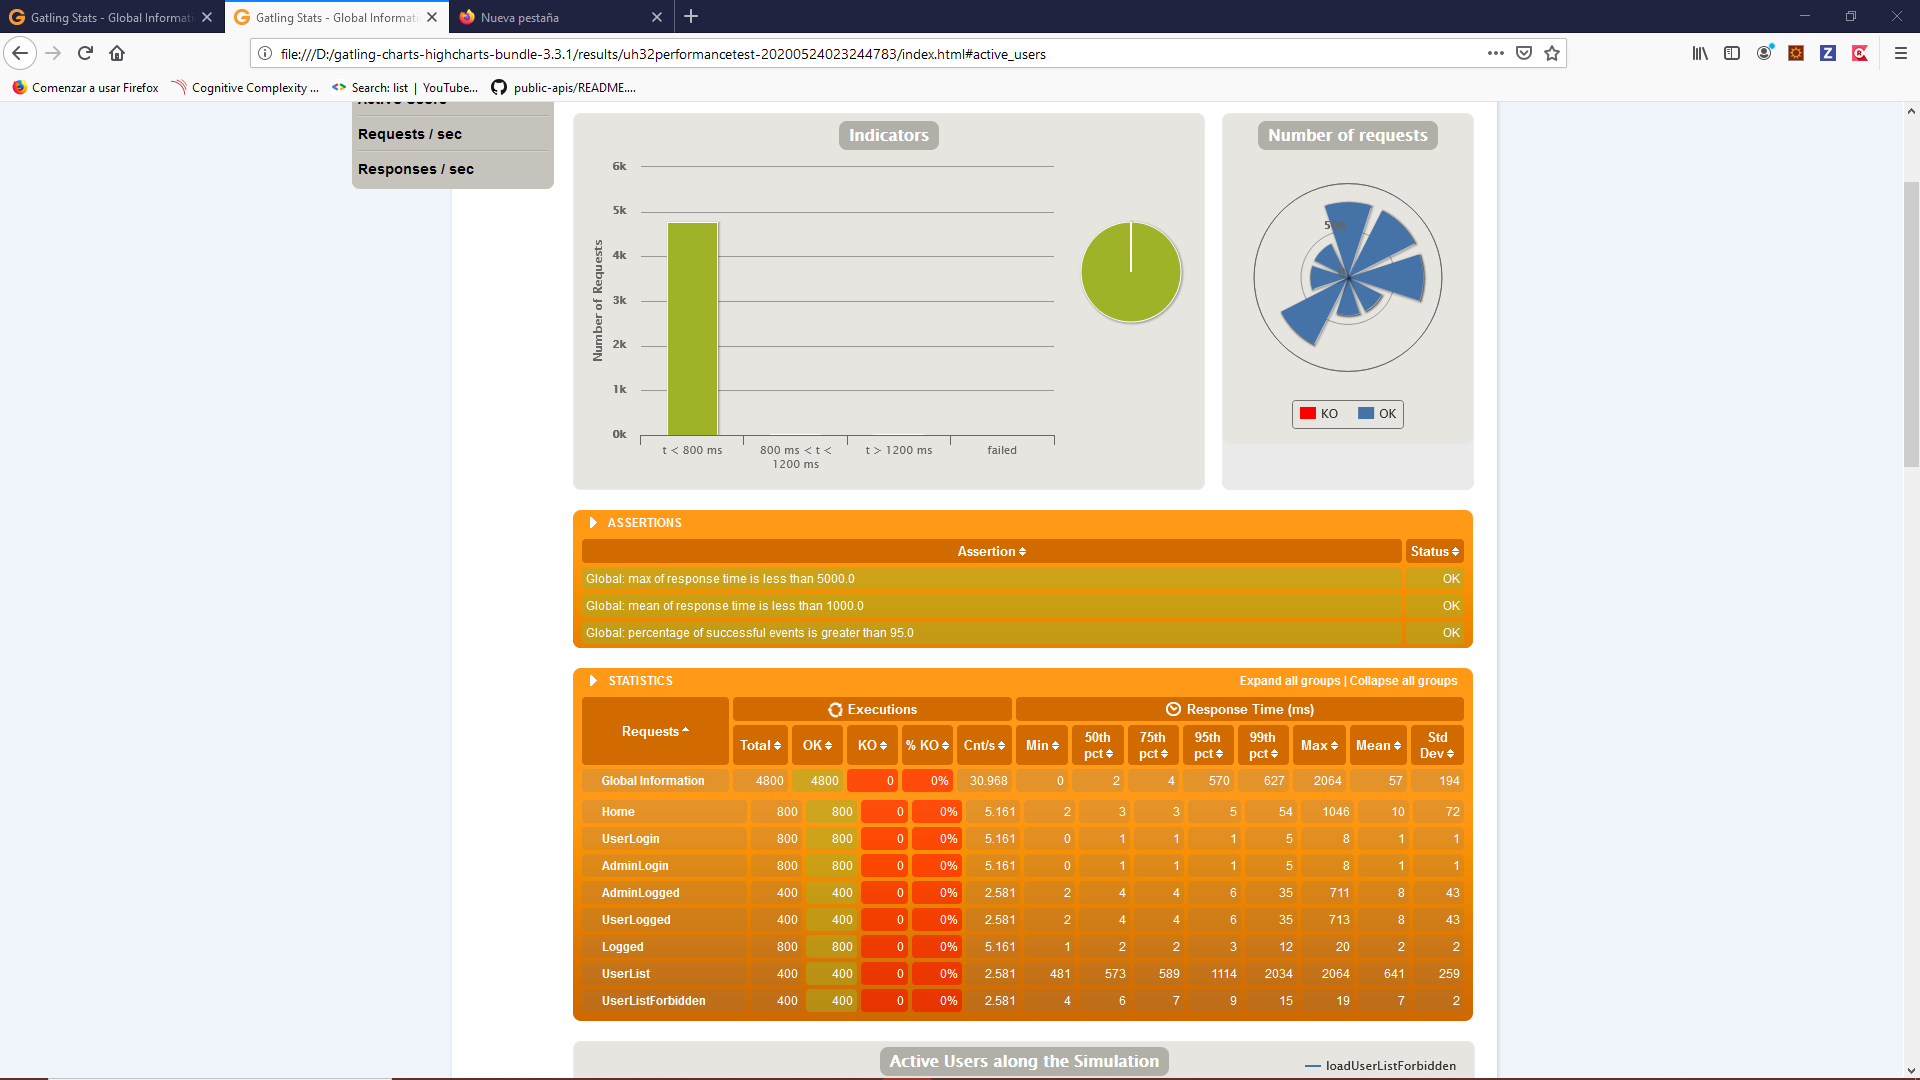 Gatling Stats - Global Informati
Gatling Stats - Global Informati
Nueva pestaña
file:///D:/gatling-charts-highcharts-bundle-3.3.1/results/uh32performancetest-20200524023244783/index.html#active_users
Comenzar a usar Firefox
Cognitive Complexity ...
Search: list | YouTube...
public-apis/README....
Active Users
Requests / sec
Responses / sec
Indicators
Number of Requests
6k
5k
4k
3k
2k
1k
0k
t < 800 ms
800 ms < t < 1200 ms
t > 1200 ms
failed
Number of requests
KO OK
ASSERTIONS
Assertion Status
Global: max of response time is less than 5000.0 OK
Global: mean of response time is less than 1000.0 OK
Global: percentage of successful events is greater than 95.0 OK
STATISTICS Expand all groups | Collapse all groups
Requests Executions Response Time (ms)
Total OK KO % KO Cnt/s Min 50th pct 75th pct 95th pct 99th pct Max Mean Std Dev
Global Information 4800 4800 0 0% 30.968 0 2 4 570 627 2064 57 194
Home 800 800 0 0% 5.161 2 3 3 5 54 1046 10 72
UserLogin 800 800 0 0% 5.161 0 1 1 1 5 8 1 1
AdminLogin 800 800 0 0% 5.161 0 1 1 1 5 8 1 1
AdminLogged 400 400 0 0% 2.581 2 4 4 6 35 711 8 43
UserLogged 400 400 0 0% 2.581 2 4 4 6 35 713 8 43
Logged 800 800 0 0% 5.161 1 2 2 3 12 20 2 2
UserList 400 400 0 0% 2.581 481 573 589 1114 2034 2064 641 259
UserListForbidden 400 400 0 0% 2.581 4 6 7 9 15 19 7 2
Active Users along the Simulation
loadUserListForbidden